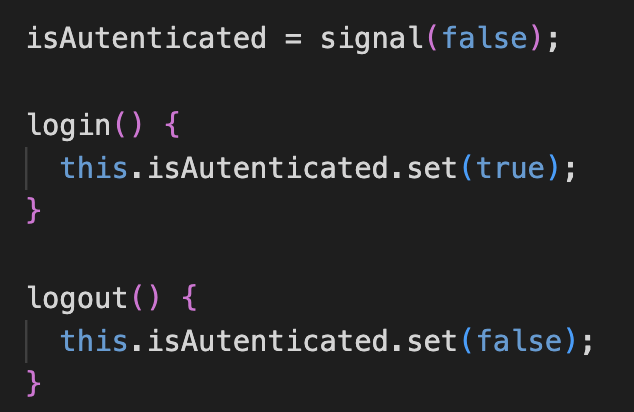 isAutenticated = signal(false);
login() {
this.isAutenticated.set(true);
}
logout() {
this.isAutenticated.set(false);
}